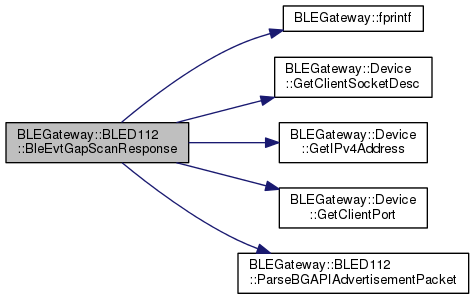 BLEGateway::fprintf
BLEGateway::Device
::GetClientSocketDesc
BLEGateway::BLED112
::BleEvtGapScanResponse
BLEGateway::Device
::GetIPv4Address
BLEGateway::Device
::GetClientPort
BLEGateway::BLED112
::ParseBGAPIAdvertisementPacket